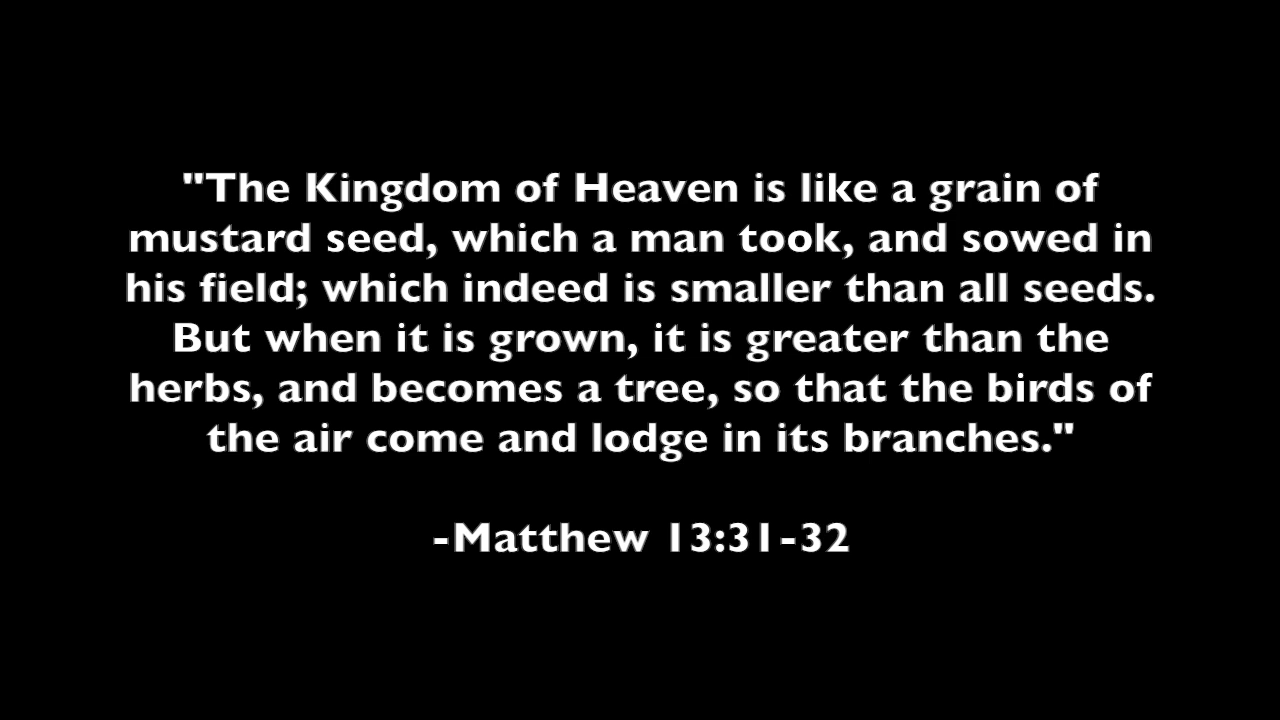 "The Kingdom of Heaven is like a grain of
mustard seed, which a man took, and sowed in
his field; which indeed is smaller than all seeds.
But when it is grown, it is greater than the
herbs, and becomes a tree, so that the birds of
the air come and lodge in its branches."
-Matthew 13:31-32